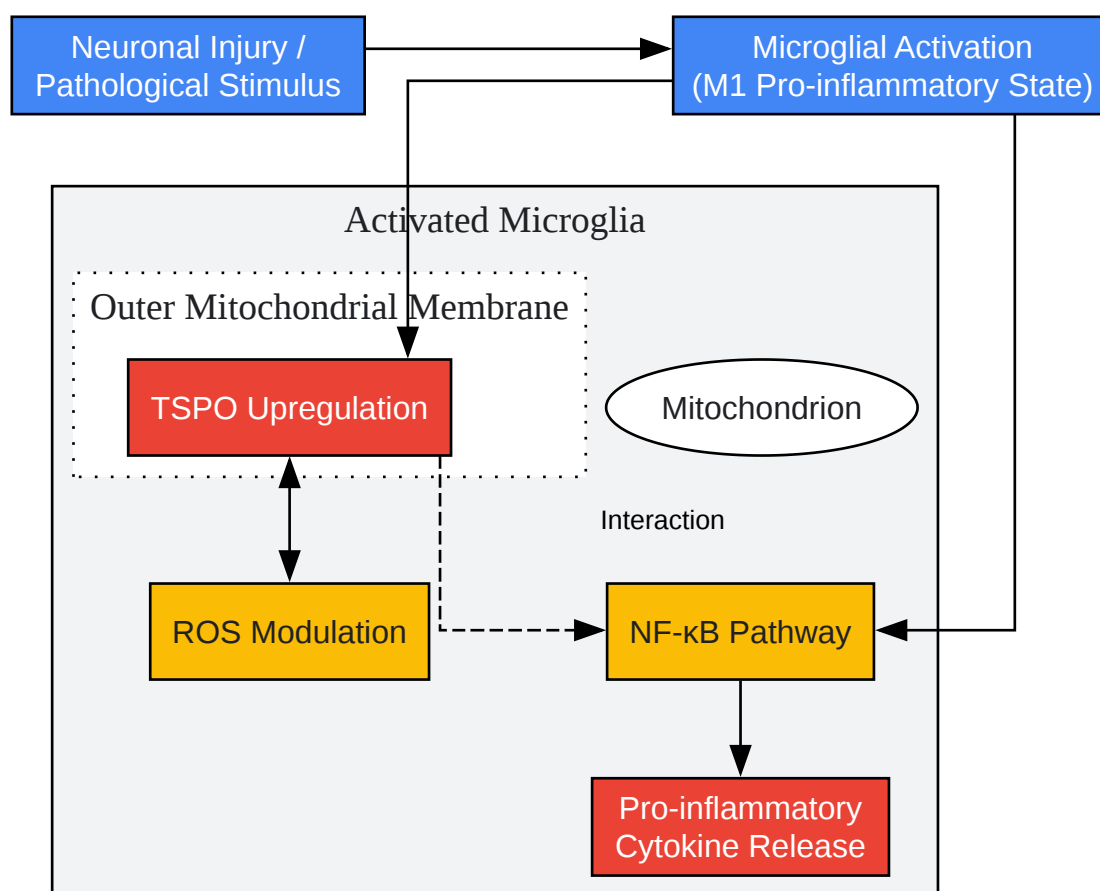 Neuronal Injury /
Pathological Stimulus
Microglial Activation
(M1 Pro-inflammatory State)
Activated Microglia
Outer Mitochondrial Membrane
TSPO Upregulation
Mitochondrion
Interaction
ROS Modulation
NF-κB Pathway
Pro-inflammatory
Cytokine Release